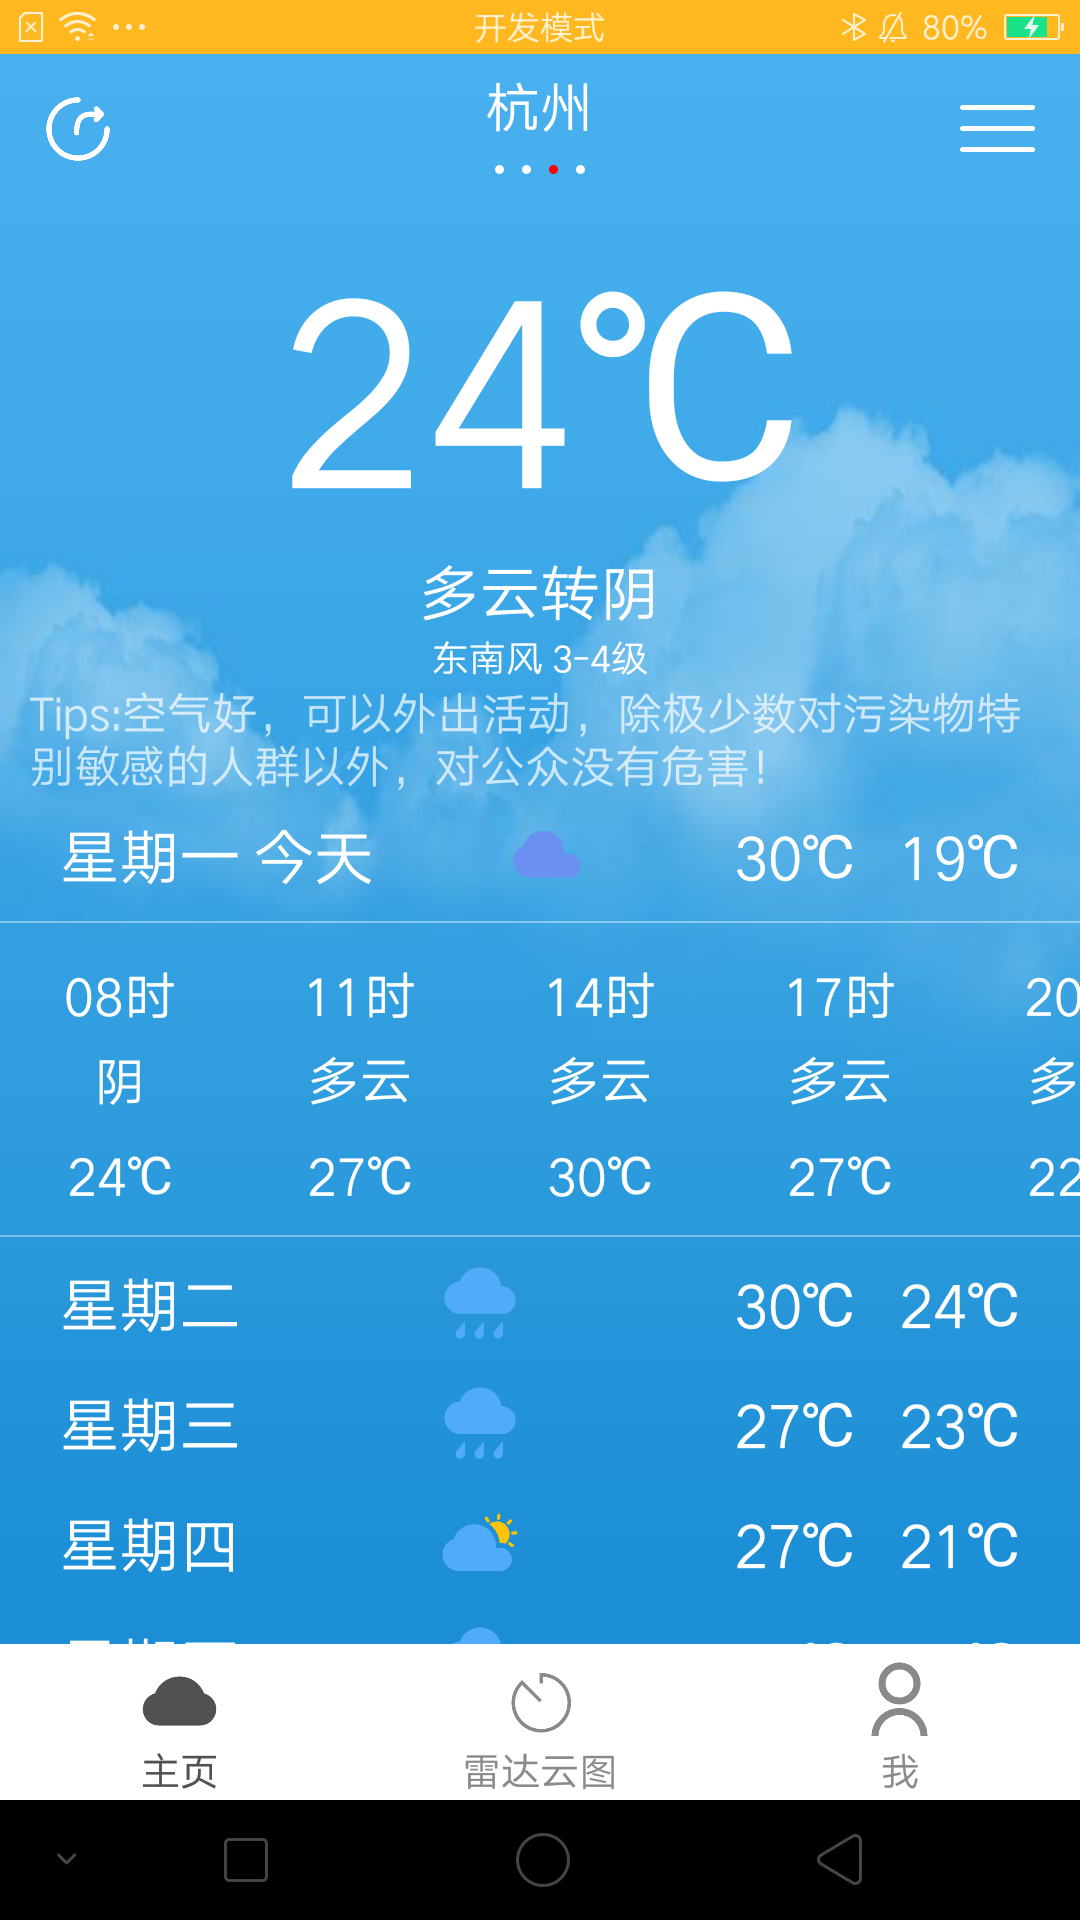 开发模式 80%
杭州
24℃
多云转阴
东南风 3-4级
Tips:空气好，可以外出活动，除极少数对污染物特
别敏感的人群以外，对公众没有危害！
星期一 今天 30℃ 19℃
08时 11时 14时 17时 20
阴 多云 多云 多云 多
24℃ 27℃ 30℃ 27℃ 22
星期二 30℃ 24℃
星期三 27℃ 23℃
星期四 27℃ 21℃
主页 雷达云图 我